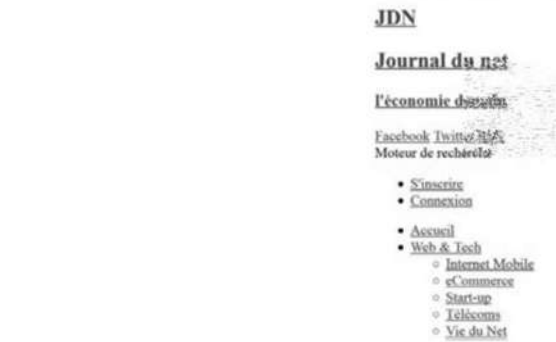 JDN
Journal du net
l'économie
Facebook Twitter
Moteur de recherche
S'inscrire
Connexion
Accueil
Web & Tech
Internet Mobile
eCommerce
Start-up
Télécoms
Vie du Net